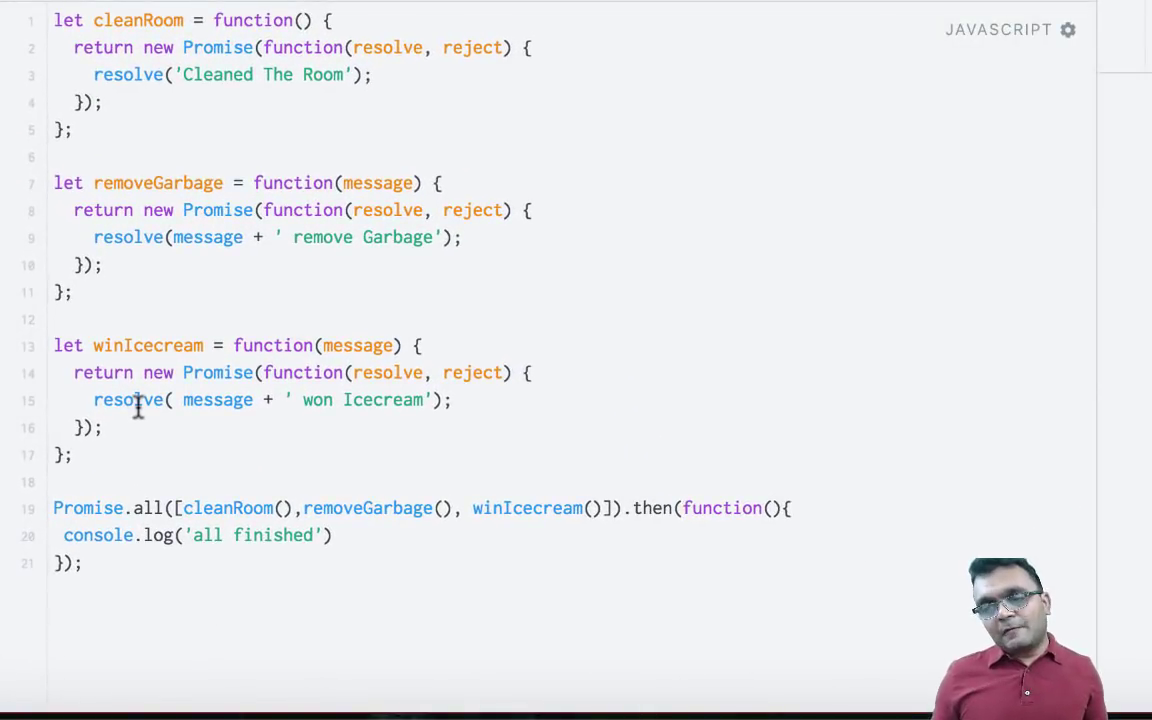 JAVASCRIPT
1 let cleanRoom = function() {
2 return new Promise(function(resolve, reject) {
3 resolve('Cleaned The Room');
4 });
5 };
6
7 let removeGarbage = function(message) {
8 return new Promise(function(resolve, reject) {
9 resolve(message + ' remove Garbage');
10 });
11 };
12
13 let winIcecream = function(message) {
14 return new Promise(function(resolve, reject) {
15 resolve( message + ' won Icecream');
16 });
17 };
18
19 Promise.all([cleanRoom(),removeGarbage(), winIcecream()]).then(function(){
20 console.log('all finished')
21 });